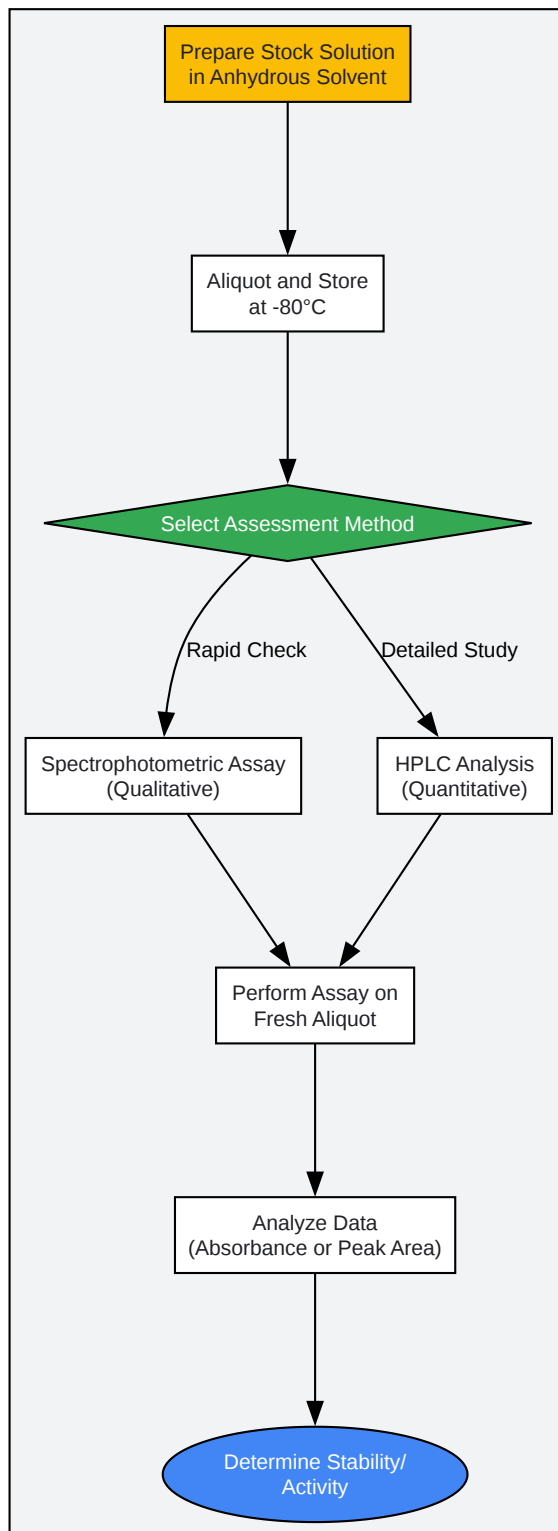 Prepare Stock Solution
in Anhydrous Solvent
Aliquot and Store
at -80°C
Select Assessment Method
Rapid Check
Detailed Study
Spectrophotometric Assay
(Qualitative)
HPLC Analysis
(Quantitative)
Perform Assay on
Fresh Aliquot
Analyze Data
(Absorbance or Peak Area)
Determine Stability/
Activity